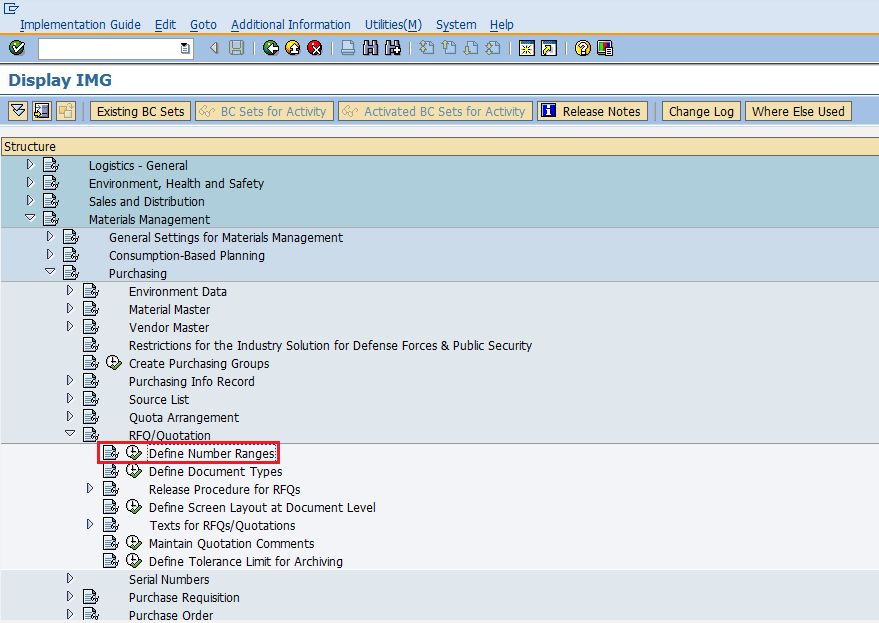 Implementation Guide Edit Goto Additional Information Utilities(M) System Help
Display IMG
Existing BC Sets BC Sets for Activity Activated BC Sets for Activity Release Notes Change Log Where Else Used
Structure
Logistics - General
Environment, Health and Safety
Sales and Distribution
Materials Management
General Settings for Materials Management
Consumption-Based Planning
Purchasing
Environment Data
Material Master
Vendor Master
Restrictions for the Industry Solution for Defense Forces & Public Security
Create Purchasing Groups
Purchasing Info Record
Source List
Quota Arrangement
RFQ/Quotation
Define Number Ranges
Define Document Types
Release Procedure for RFQs
Define Screen Layout at Document Level
Texts for RFQs/Quotations
Maintain Quotation Comments
Define Tolerance Limit for Archiving
Serial Numbers
Purchase Requisition
Purchase Order